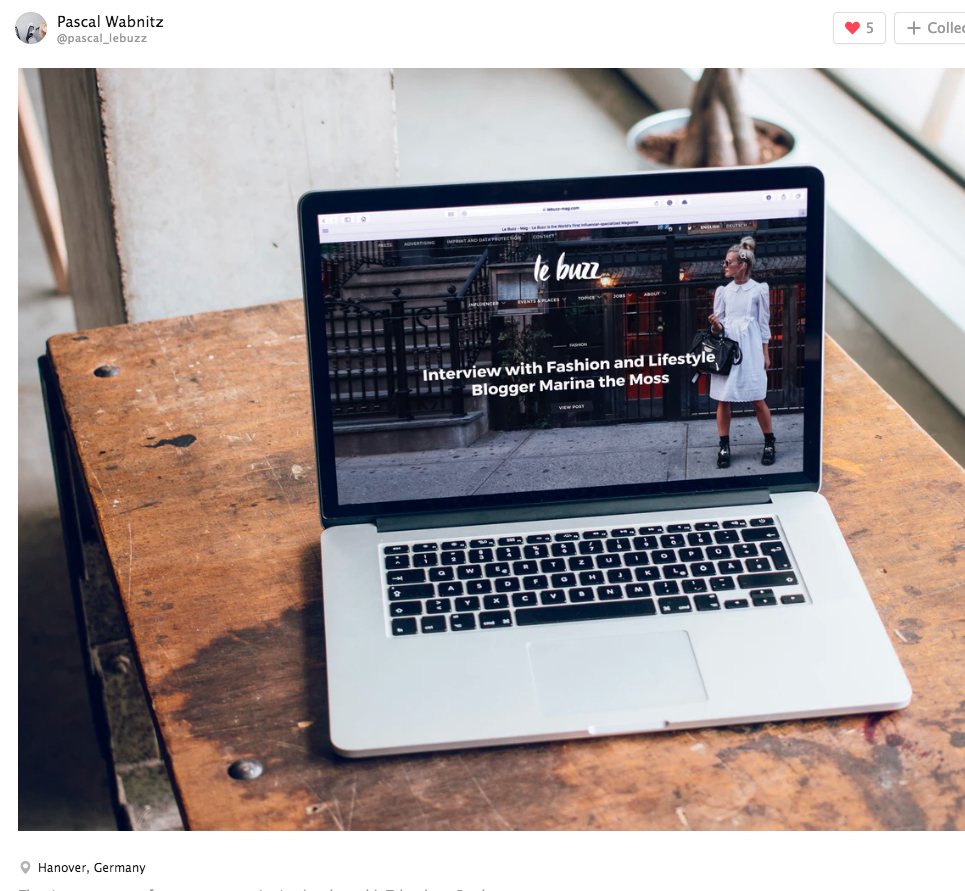 Pascal Wabnitz
@pascal_lebuzz
5
Collec
lebuzz-mag.com
Le Buzz - Mag - Le Buzz is the World's first influencer-specialized Magazine
PRESS ADVERTISING IMPRINT AND DATA PROTECTION CONTACT ENGLISH DEUTSCH
le buzz
INFLUENCER EVENTS & PLACES TOPICS JOBS ABOUT
FASHION
Interview with Fashion and Lifestyle
Blogger Marina the Moss
VIEW POST
Q W E R T Z U I O P Ü
A S D F G H J K L Ö Ä
Y X C V B N M
Hanover, Germany